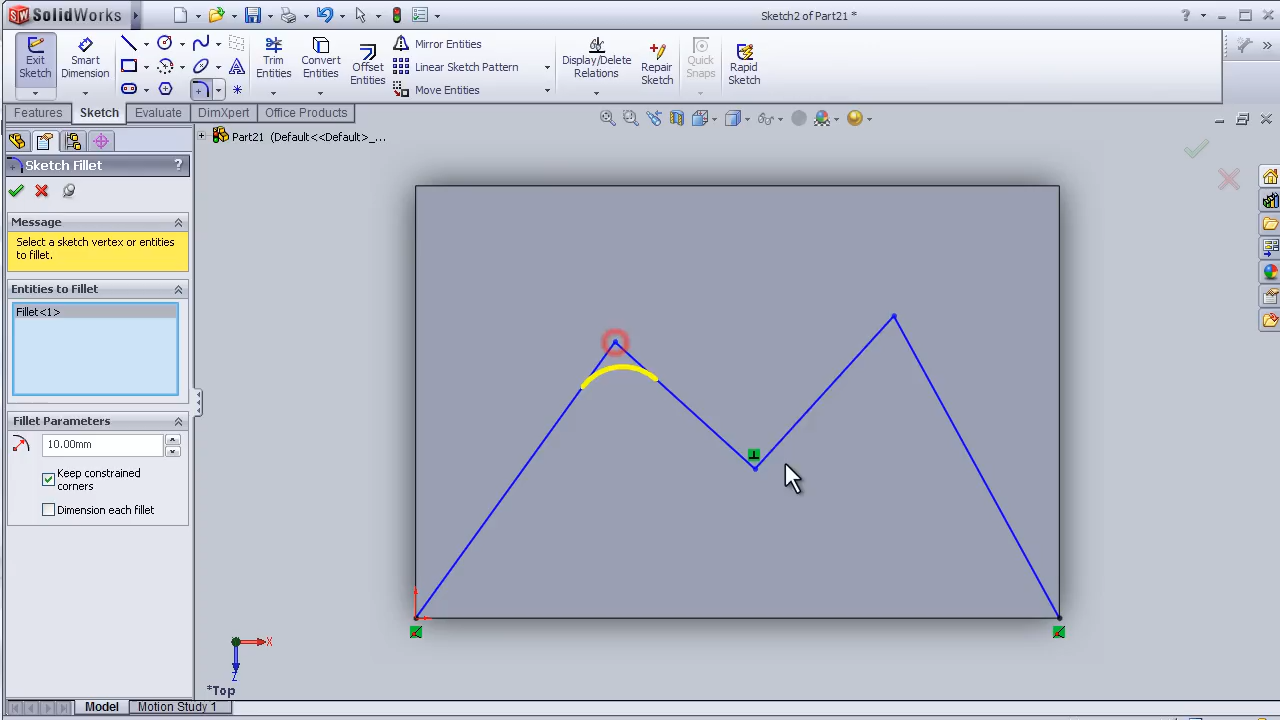 SW SolidWorks
Sketch2 of Part21 *
?
Exit Sketch
Smart Dimension
Trim Entities
Convert Entities
Offset Entities
Mirror Entities
Linear Sketch Pattern
Move Entities
Display/Delete Relations
Repair Sketch
Quick Snaps
Rapid Sketch
Features
Sketch
Evaluate
DimXpert
Office Products
Part21 (Default<<Default>_...
Sketch Fillet
?
Message
Select a sketch vertex or entities
to fillet.
Entities to Fillet
Fillet<1>
Fillet Parameters
10.00mm
Keep constrained
corners
Dimension each fillet
X
Z
*Top
Model
Motion Study 1